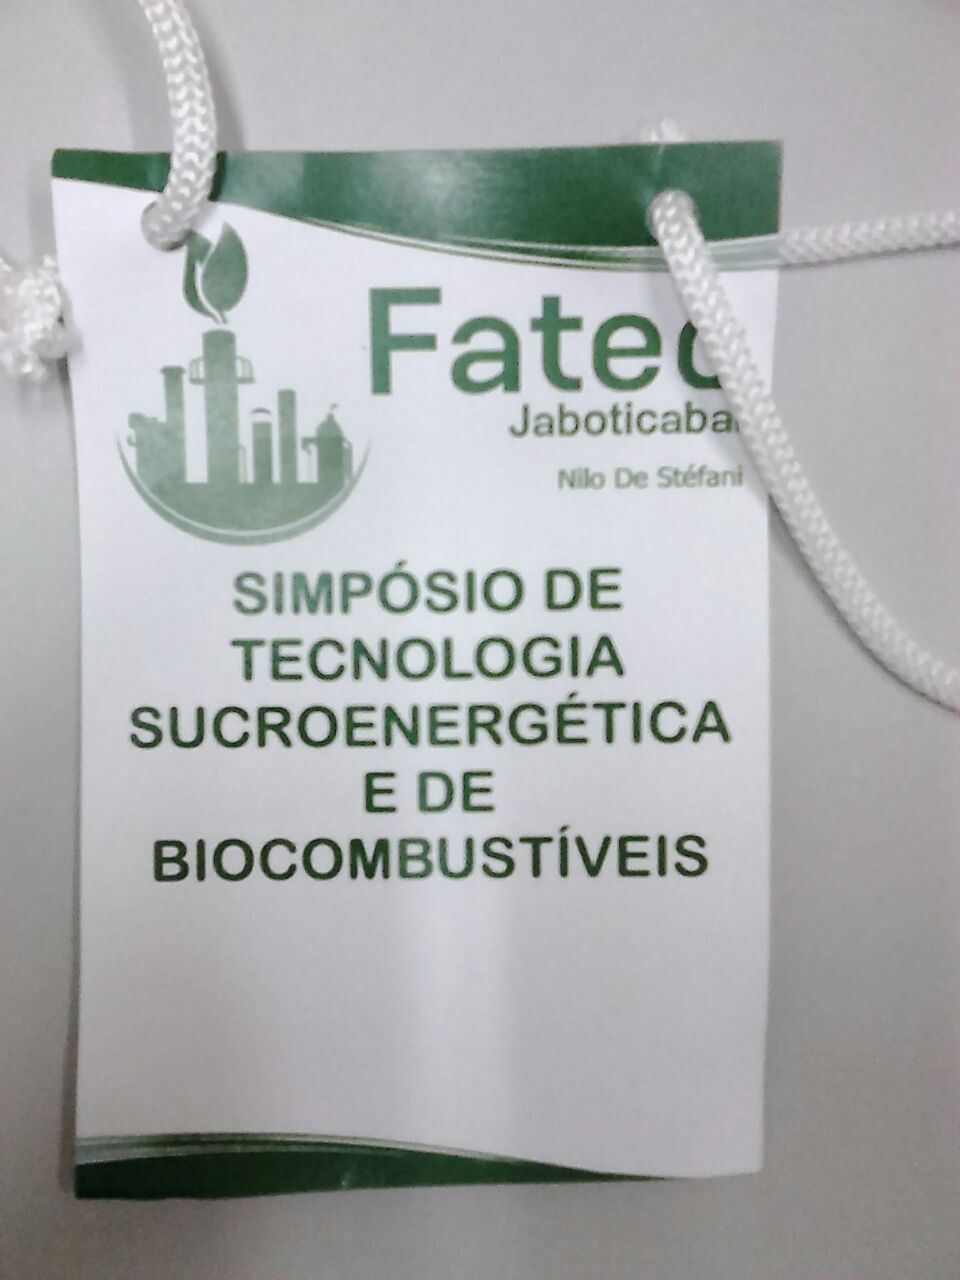 Fatec
Jaboticabal
Nilo De Stéfani
SIMPÓSIO DE
TECNOLOGIA
SUCROENERGÉTICA
E DE
BIOCOMBUSTÍVEIS